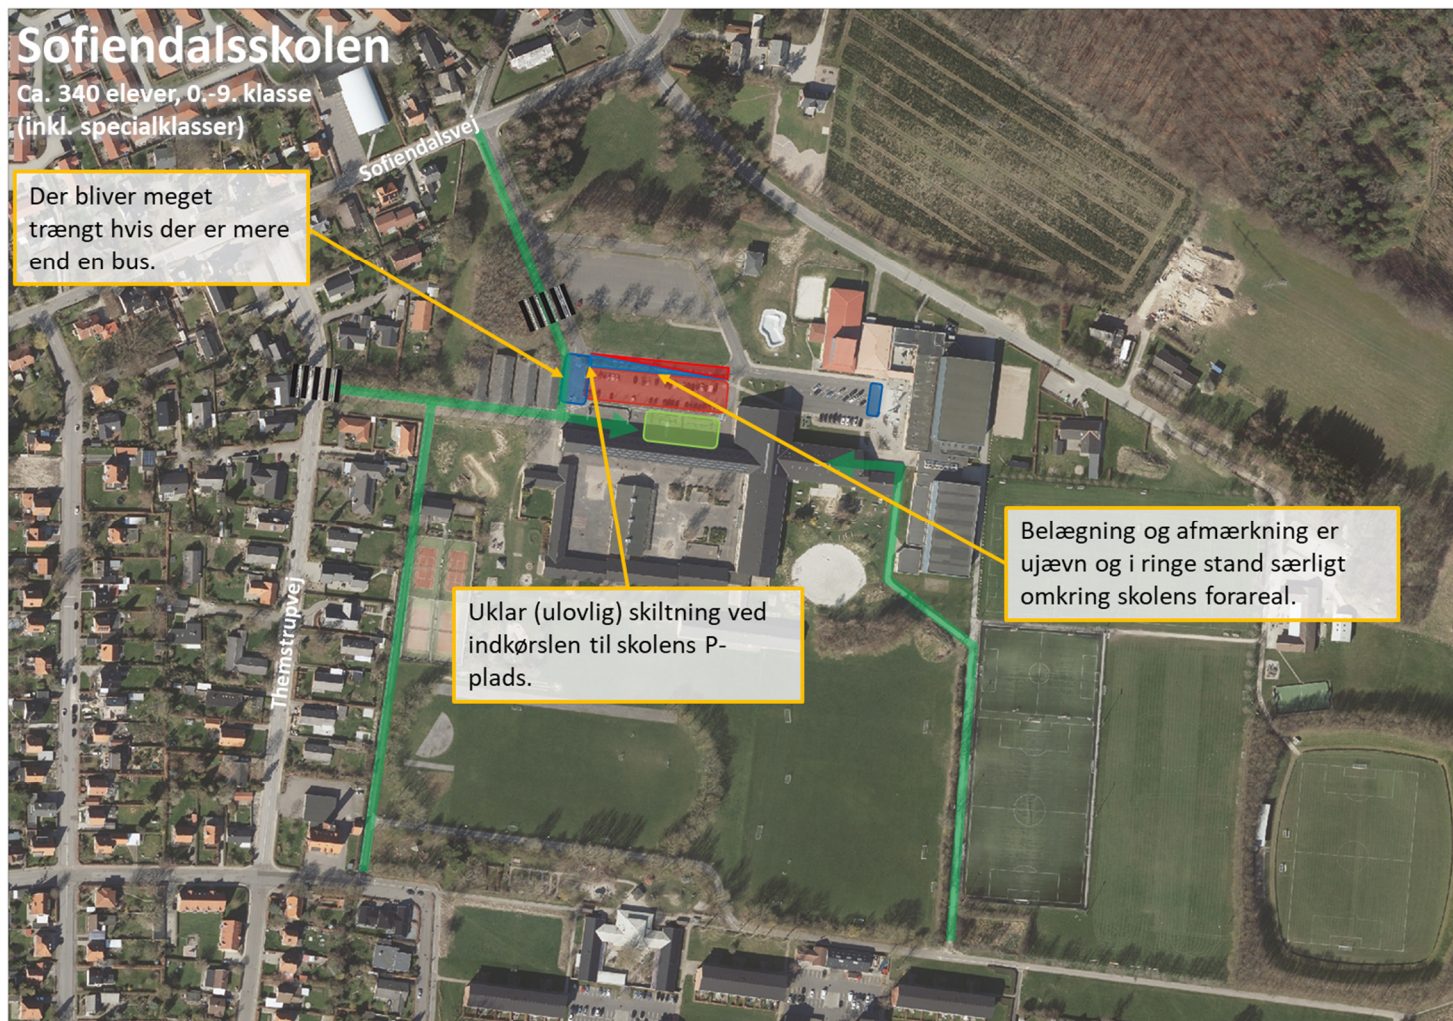 Sofiendalsskolen
Ca. 340 elever, 0.-9. klasse
(inkl. specialklasser)
Sofiendalsvej
Der bliver meget
trængt hvis der er mere
end en bus.
Belægning og afmærkning er
ujævn og i ringe stand særligt
omkring skolens forareal.
Uklar (ulovlig) skiltning ved
indkørslen til skolens P-
plads.
Themstrupvej